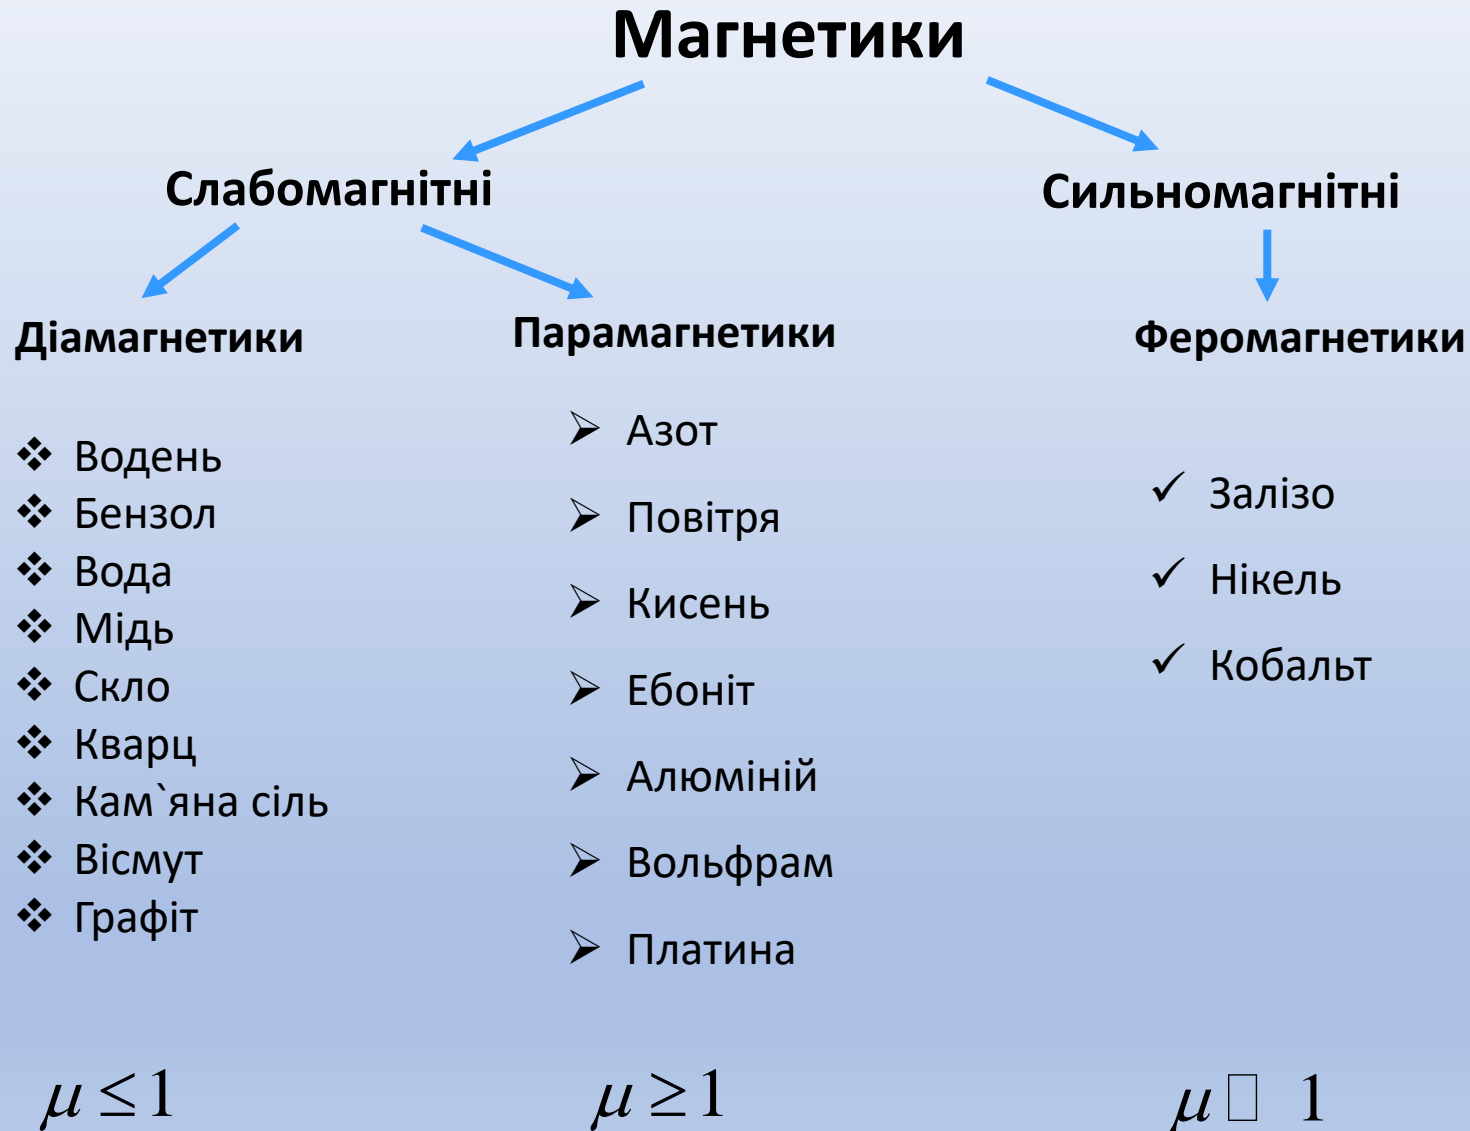 Магнетики
Слабомагнітні
Сильномагнітні
Діамагнетики
❖ Водень
❖ Бензол
❖ Вода
❖ Мідь
❖ Скло
❖ Кварц
❖ Кам`яна сіль
❖ Вісмут
❖ Графіт
μ ≤ 1
Парамагнетики
➢ Азот
➢ Повітря
➢ Кисень
➢ Ебоніт
➢ Алюміній
➢ Вольфрам
➢ Платина
μ ≥ 1
Феромагнетики
✓ Залізо
✓ Нікель
✓ Кобальт
μ □ 1